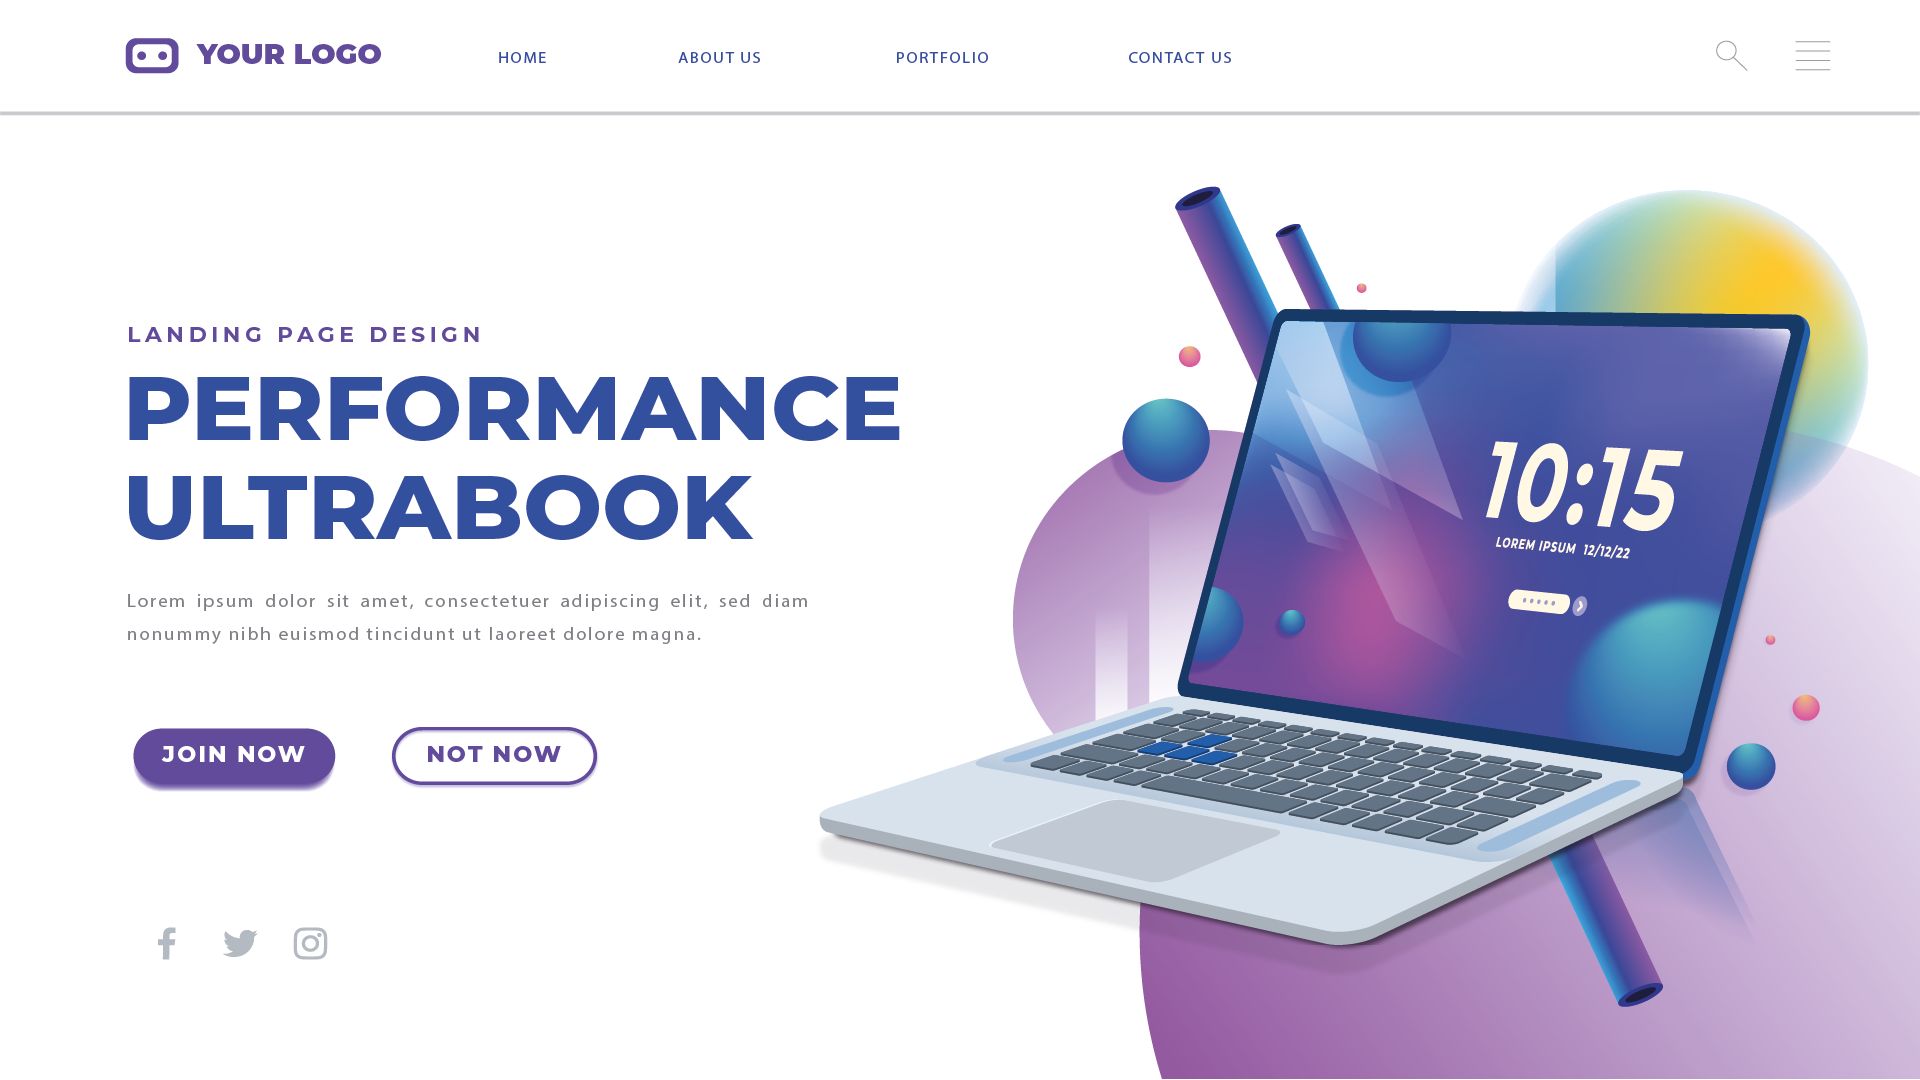 YOUR LOGO
HOME
ABOUT US
PORTFOLIO
CONTACT US
LANDING PAGE DESIGN
PERFORMANCE
ULTRABOOK
Lorem ipsum dolor sit amet, consectetuer adipiscing elit, sed diam
nonummy nibh euismod tincidunt ut laoreet dolore magna.
JOIN NOW
NOT NOW
10:15
LOREM IPSUM 12/12/22